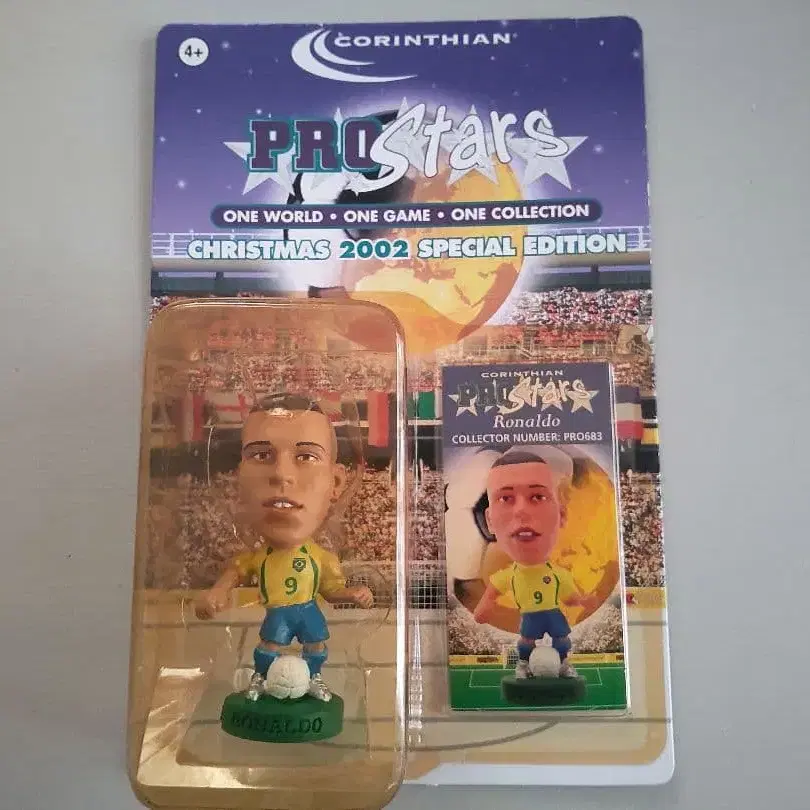 4+
CORINTHIAN
PRO Stars
ONE WORLD • ONE GAME • ONE COLLECTION
CHRISTMAS 2002 SPECIAL EDITION
CORINTHIAN
PRO Stars
Ronaldo
COLLECTOR NUMBER: PRO683
9
9
RONALDO